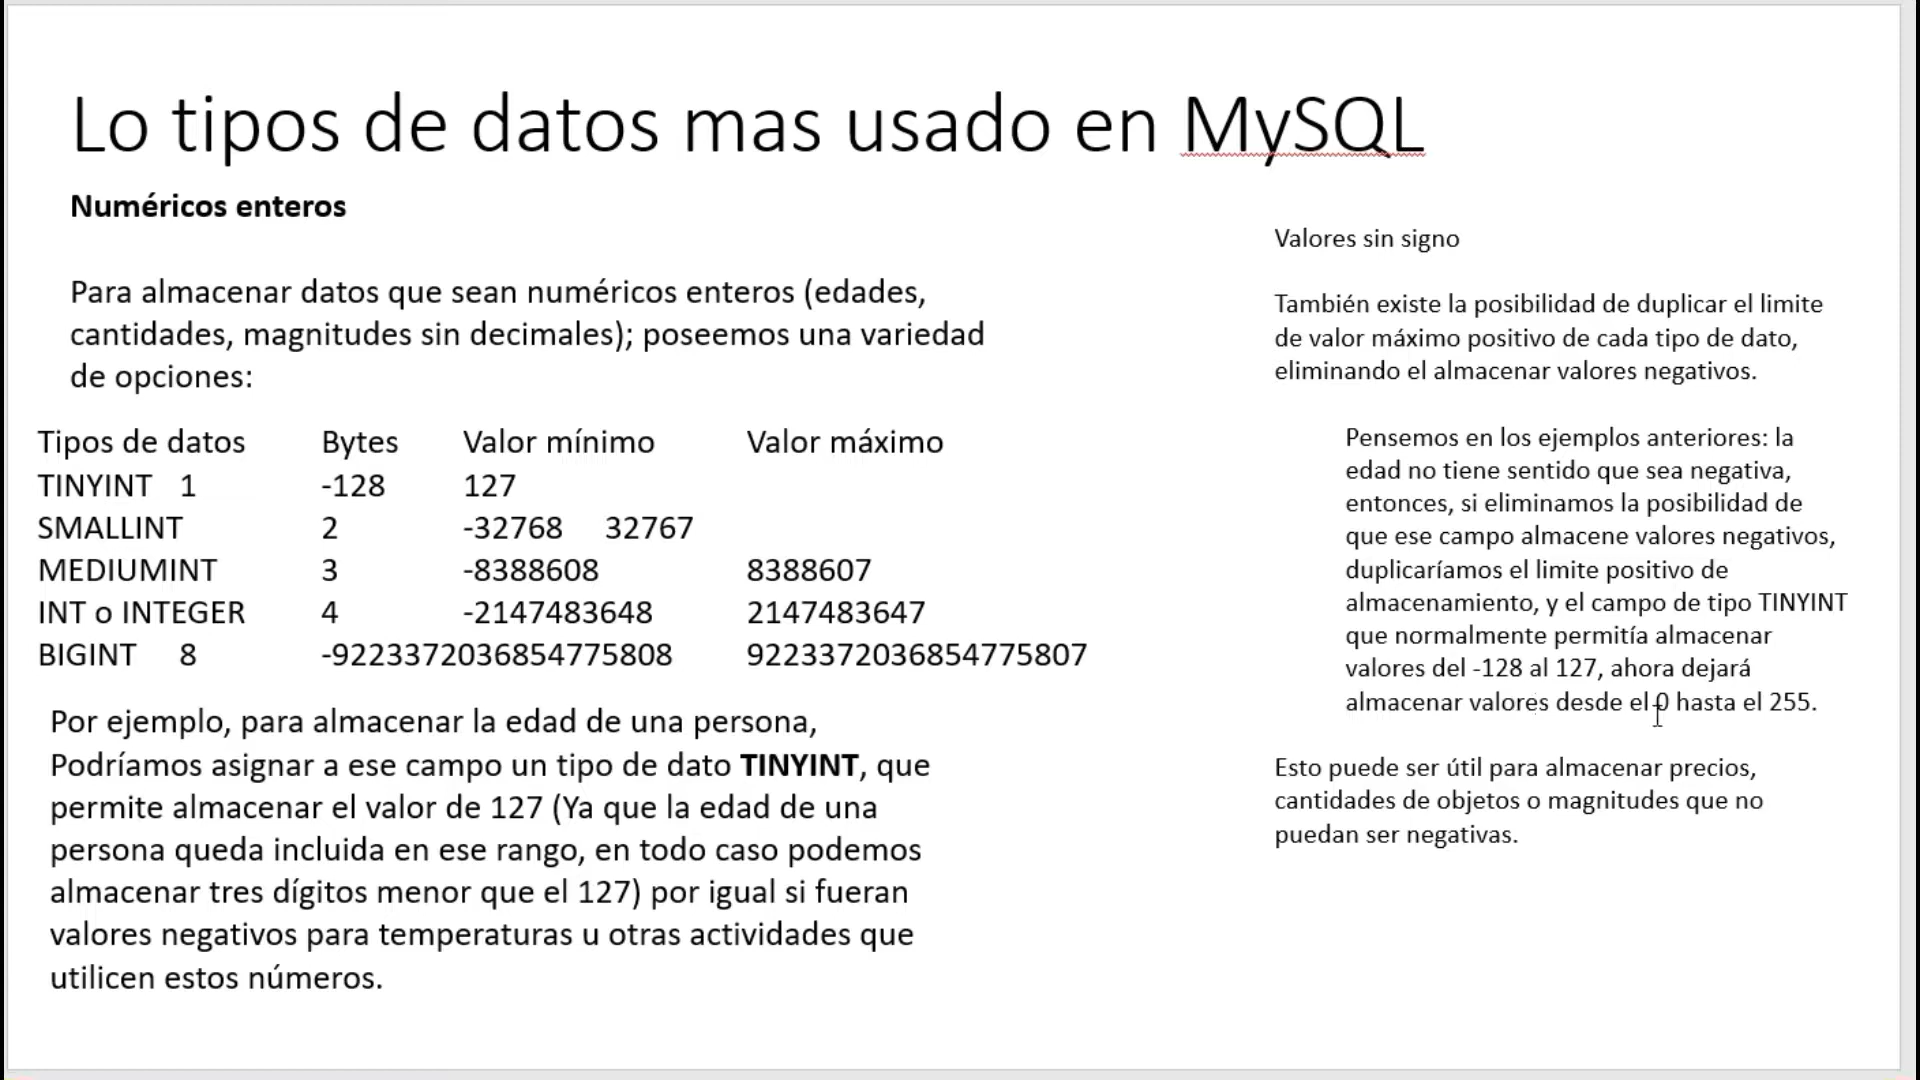 Lo tipos de datos mas usado en MySQL
Numéricos enteros
Para almacenar datos que sean numéricos enteros (edades,
cantidades, magnitudes sin decimales); poseemos una variedad
de opciones:
Tipos de datos Bytes Valor mínimo Valor máximo
TINYINT 1 -128 127
SMALLINT 2 -32768 32767
MEDIUMINT 3 -8388608 8388607
INT o INTEGER 4 -2147483648 2147483647
BIGINT 8 -9223372036854775808 9223372036854775807
Por ejemplo, para almacenar la edad de una persona,
Podríamos asignar a ese campo un tipo de dato TINYINT, que
permite almacenar el valor de 127 (Ya que la edad de una
persona queda incluida en ese rango, en todo caso podemos
almacenar tres dígitos menor que el 127) por igual si fueran
valores negativos para temperaturas u otras actividades que
utilicen estos números.
Valores sin signo
También existe la posibilidad de duplicar el limite
de valor máximo positivo de cada tipo de dato,
eliminando el almacenar valores negativos.
Pensemos en los ejemplos anteriores: la
edad no tiene sentido que sea negativa,
entonces, si eliminamos la posibilidad de
que ese campo almacene valores negativos,
duplicaríamos el limite positivo de
almacenamiento, y el campo de tipo TINYINT
que normalmente permitía almacenar
valores del -128 al 127, ahora dejará
almacenar valores desde el 0 hasta el 255.
Esto puede ser útil para almacenar precios,
cantidades de objetos o magnitudes que no
puedan ser negativas.